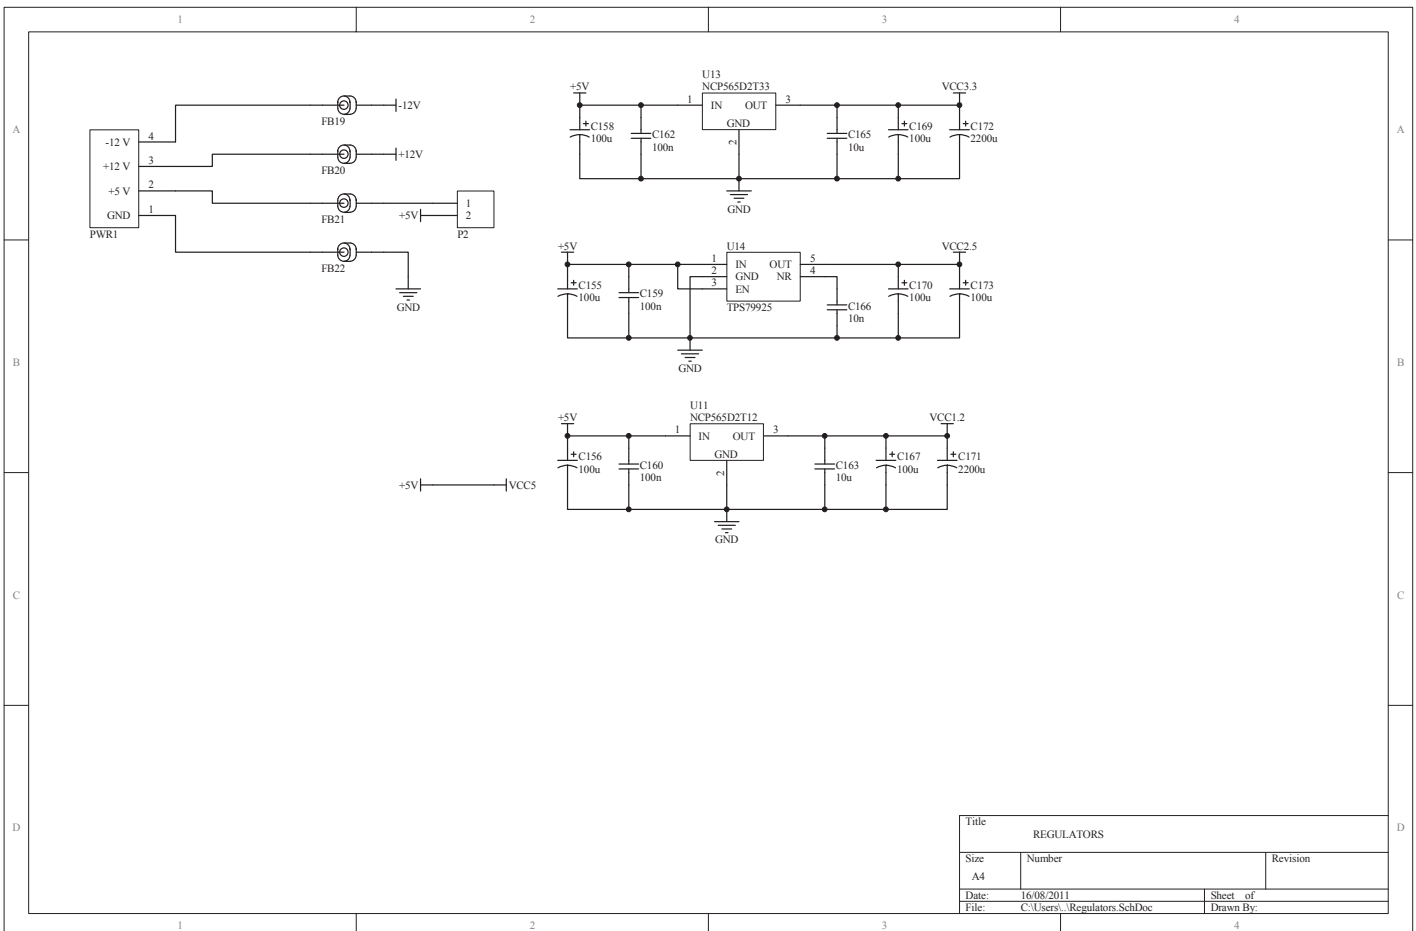 1 2 3 4
A
B
C
D
A
B
C
D
-12 V 4
+12 V 3
+5 V 2
GND 1
PWR1
FB19
-12V
FB20
+12V
FB21
FB22
GND
+5V
1
2
P2
U13
NCP565D2T33
+5V
1 IN OUT 3
GND
2
VCC3.3
C158
100u
C162
100n
C165
10u
C169
100u
C172
2200u
GND
U14
+5V
1 IN OUT 5
2 GND NR 4
3 EN
TPS79925
VCC2.5
C155
100u
C159
100n
C166
10n
C170
100u
C173
100u
GND
U11
NCP565D2T12
+5V
1 IN OUT 3
GND
2
VCC1.2
C156
100u
C160
100n
C163
10u
C167
100u
C171
2200u
GND
+5V VCC5
Title
REGULATORS
Size Number Revision
A4
Date: 16/08/2011 Sheet of
File: C:\Users\..\Regulators.SchDoc Drawn By:
1 2 3 4